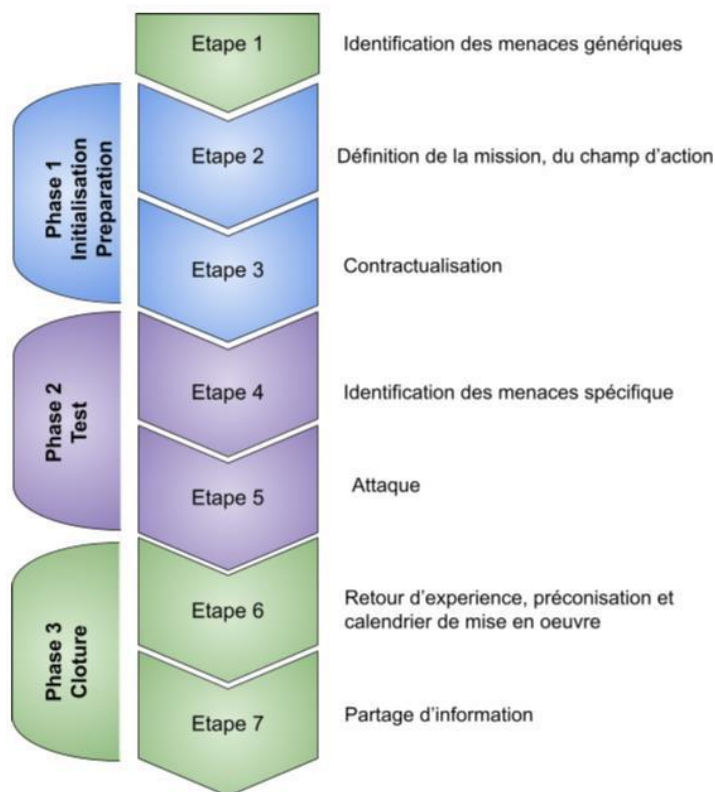 Etape 1
Identification des menaces génériques
Phase 1
Initialisation
Preparation
Etape 2
Définition de la mission, du champ d'action
Etape 3
Contractualisation
Phase 2
Test
Etape 4
Identification des menaces spécifique
Etape 5
Attaque
Phase 3
Cloture
Etape 6
Retour d'experience, préconisation et
calendrier de mise en oeuvre
Etape 7
Partage d'information